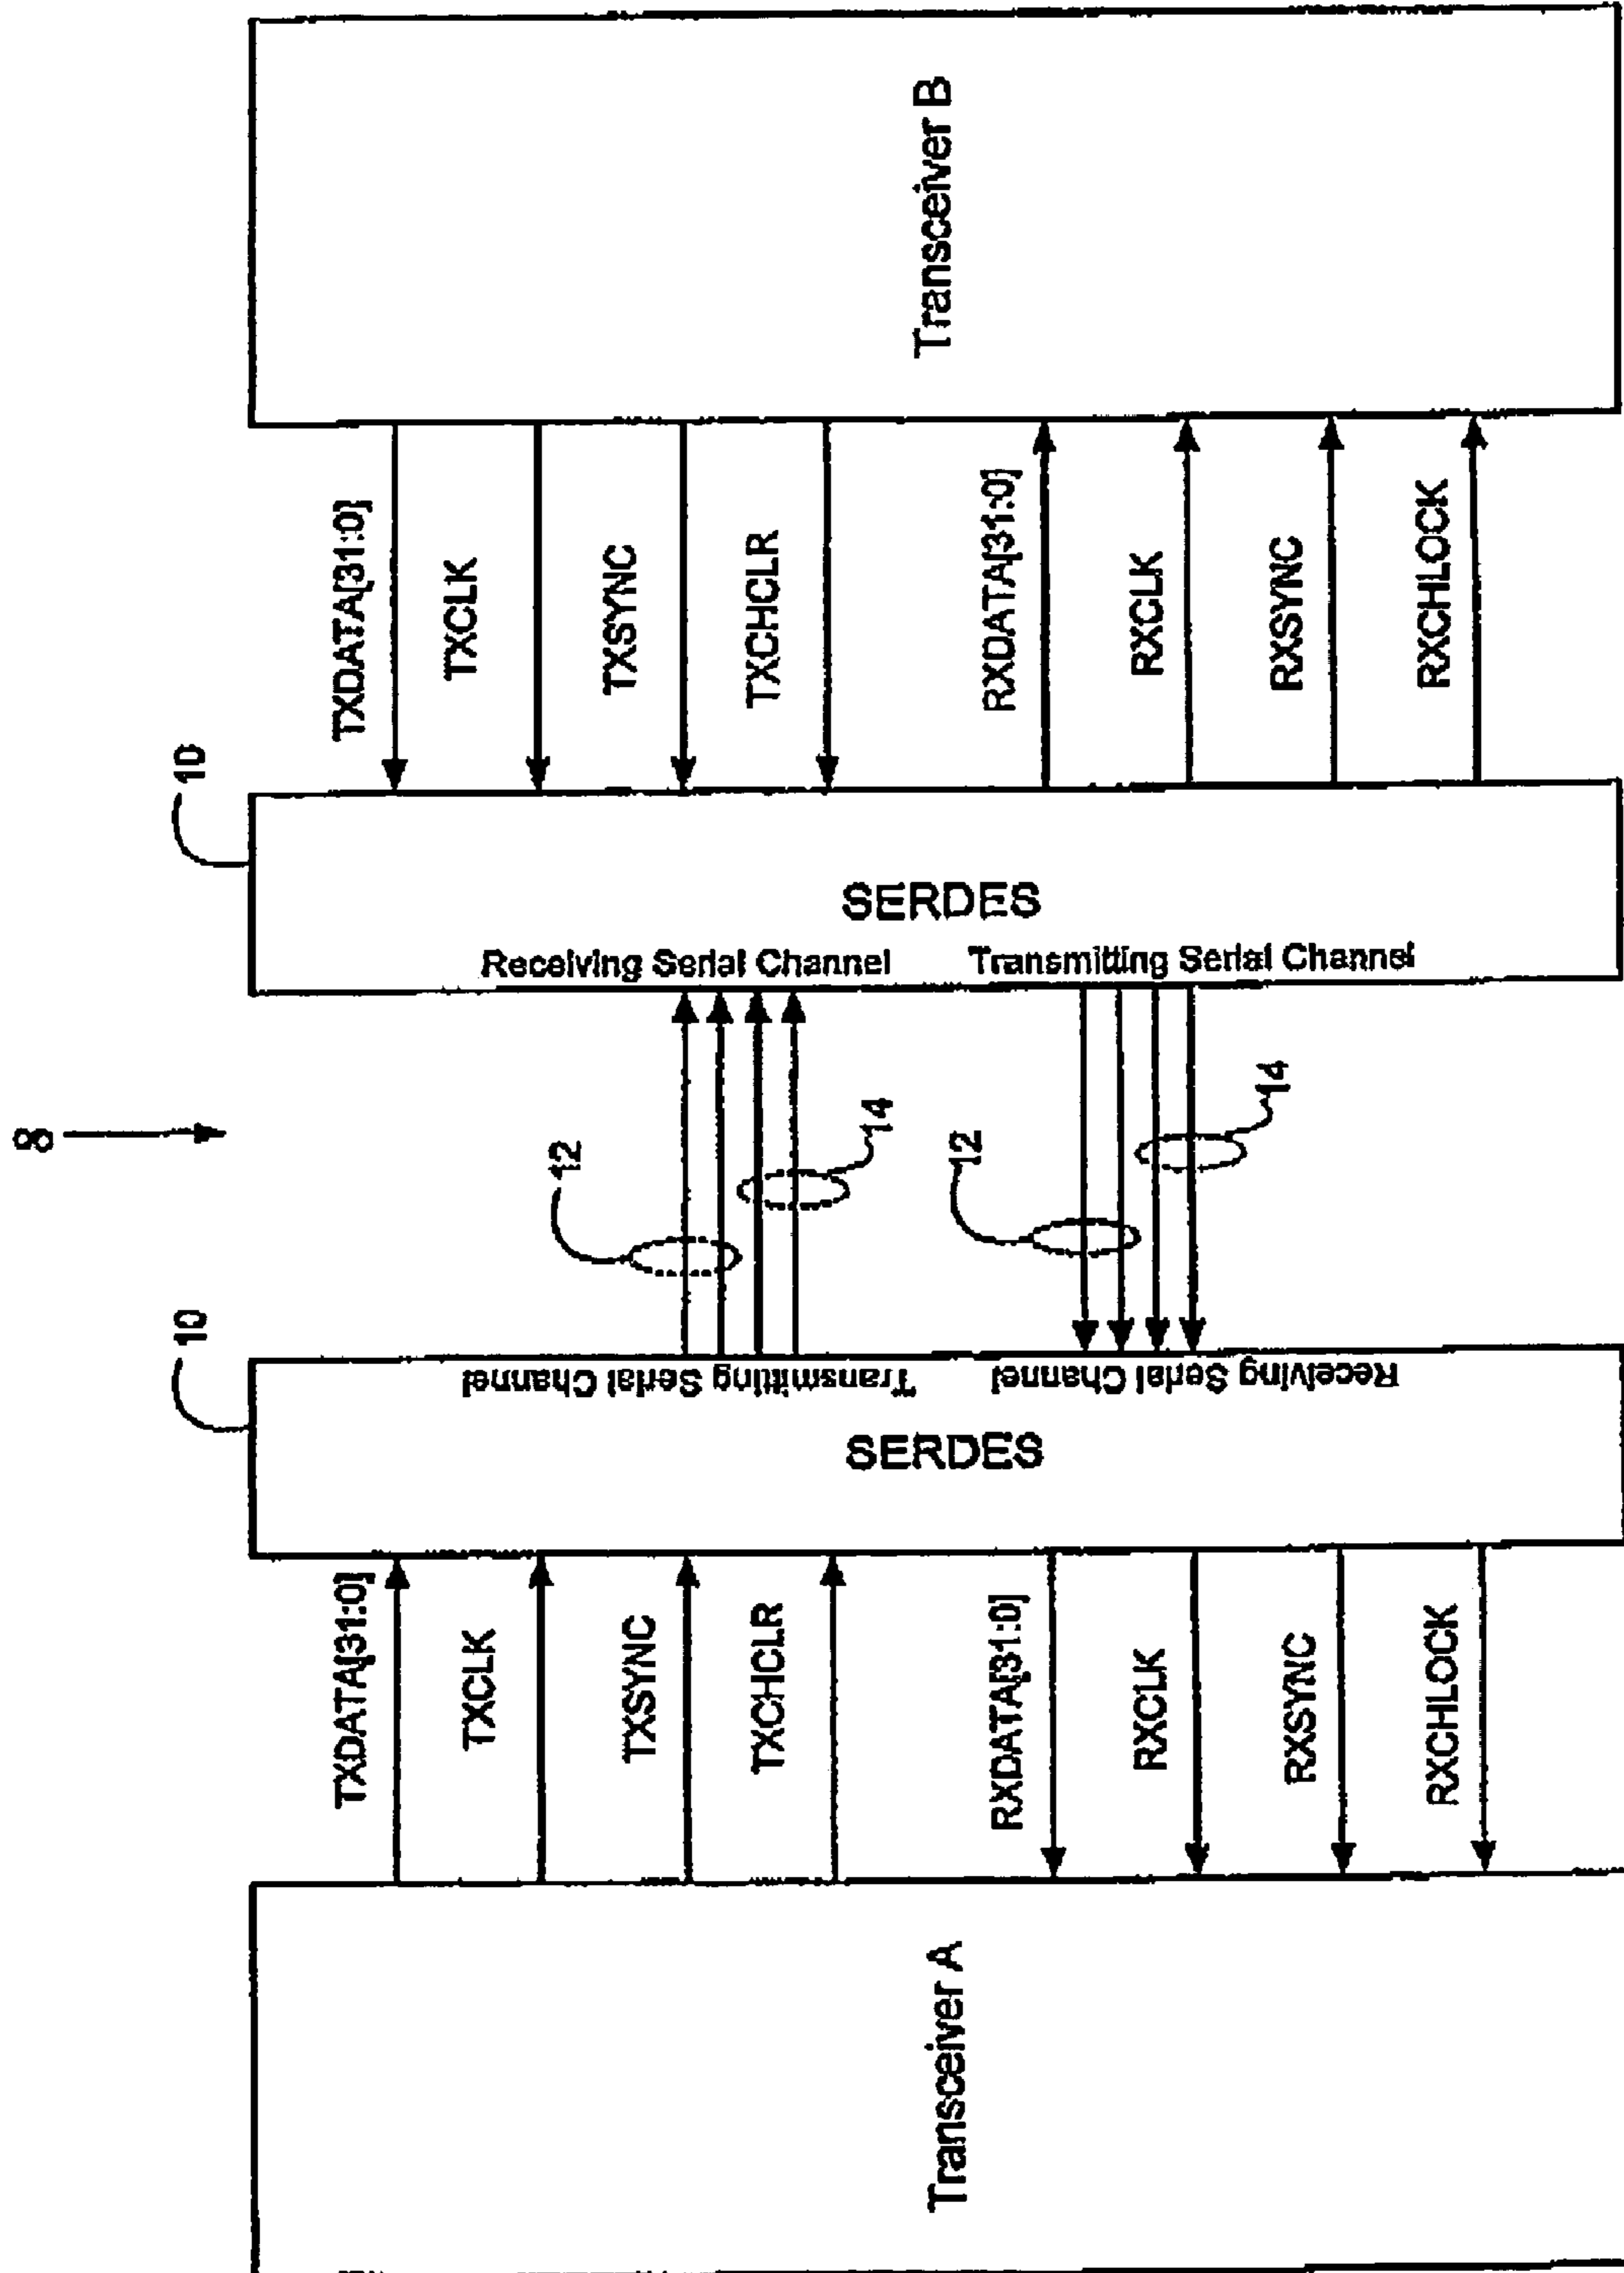 8
10
10
Transceiver A
TXDATA[31:0]
TXCLK
TXSYNC
TXCHCLR
RXDATA[31:0]
RXCLK
RXSYNC
RXCHLOCK
SERDES
Transmitting Serial Channel
Receiving Serial Channel
12
14
12
14
Receiving Serial Channel
Transmitting Serial Channel
SERDES
TXDATA[31:0]
TXCLK
TXSYNC
TXCHCLR
RXDATA[31:0]
RXCLK
RXSYNC
RXCHLOCK
Transceiver B